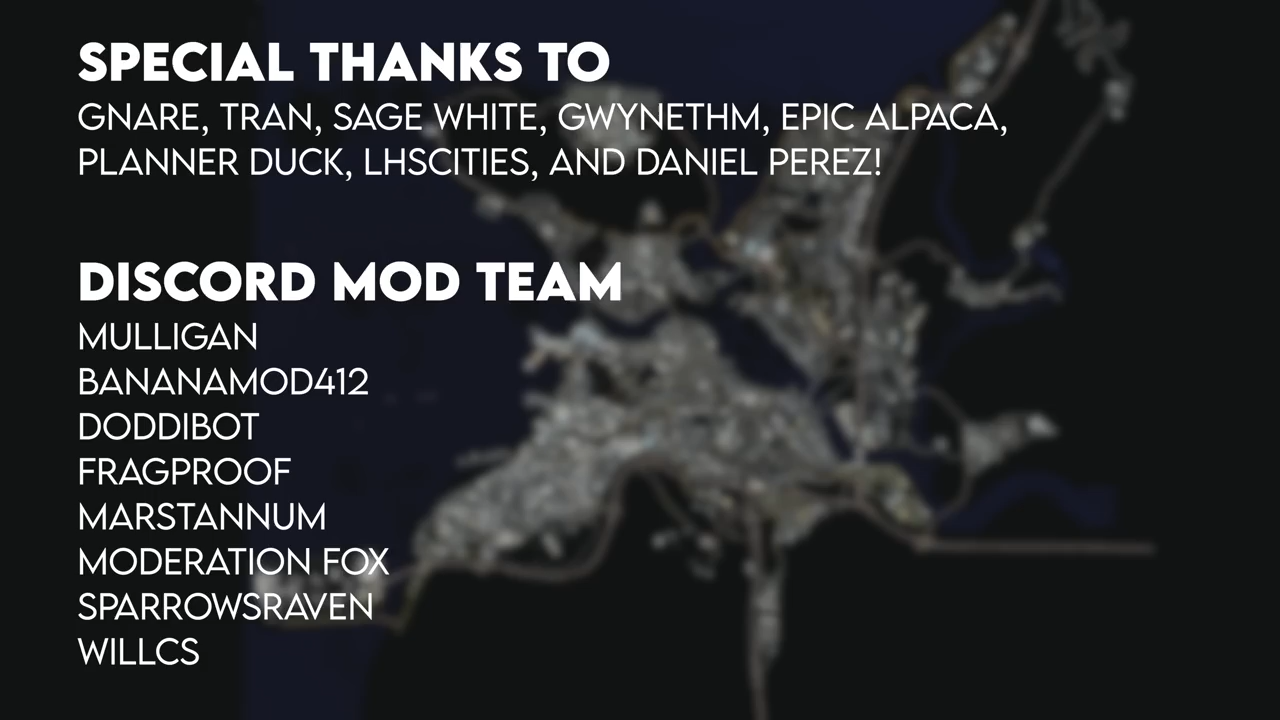 SPECIAL THANKS TO
GNARE, TRAN, SAGE WHITE, GWYNETHM, EPIC ALPACA,
PLANNER DUCK, LHSCITIES, AND DANIEL PEREZ!
DISCORD MOD TEAM
MULLIGAN
BANANAMOD412
DODDIBOT
FRAGPROOF
MARSTANNUM
MODERATION FOX
SPARROWSRAVEN
WILLCS